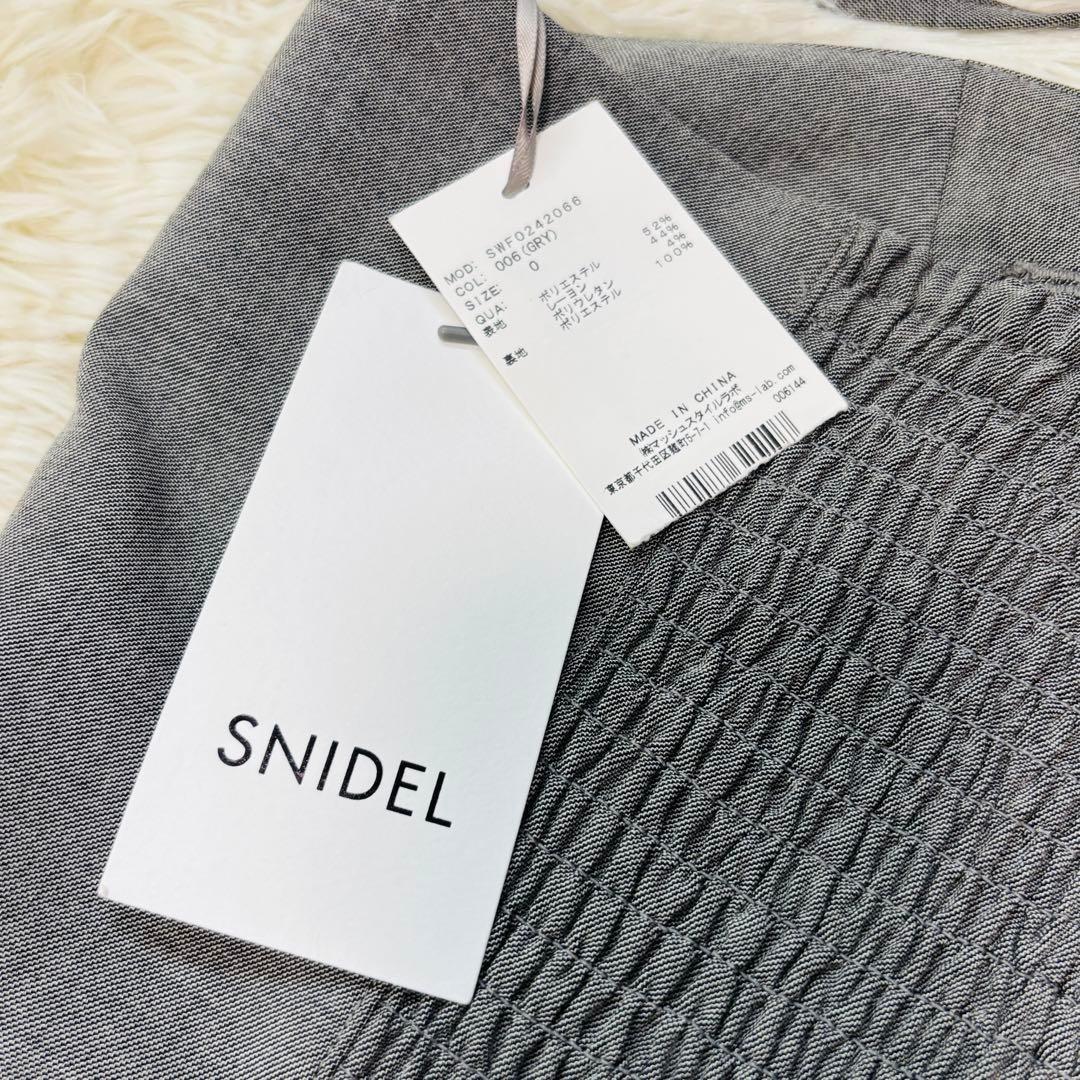 MOD: SWFO242066
COL: 006(GRY)
SIZE: 0
QUA:
表地 ポリエステル 52%
レーヨン 44%
ポリウレタン 4%
裏地 ポリエステル 100%
MADE IN CHINA
㈱マッシュスタイルラボ
東京都千代田区麹町5-7-1 info@ms-lab.com
006144
SNIDEL